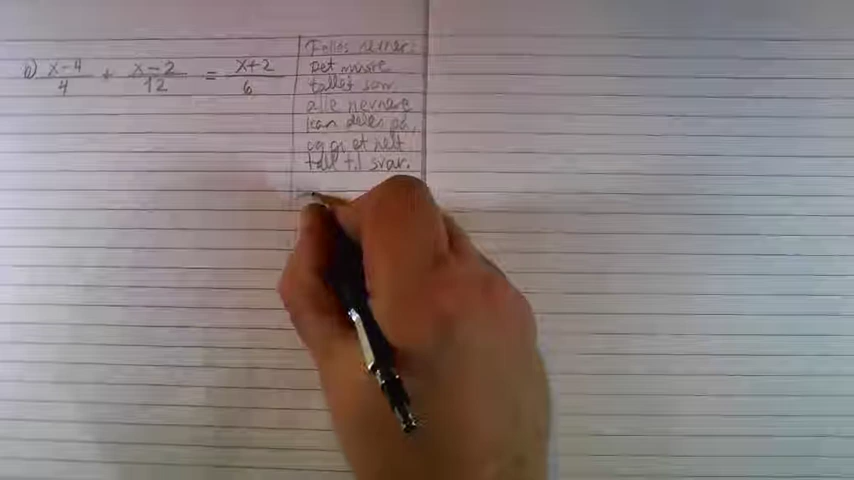 b) x-4/4 + x-2/12 = x+2/6
Felles nevner:
Det minste
tallet som
alle nevnere
kan deles på,
og gi et helt
tall til svar.